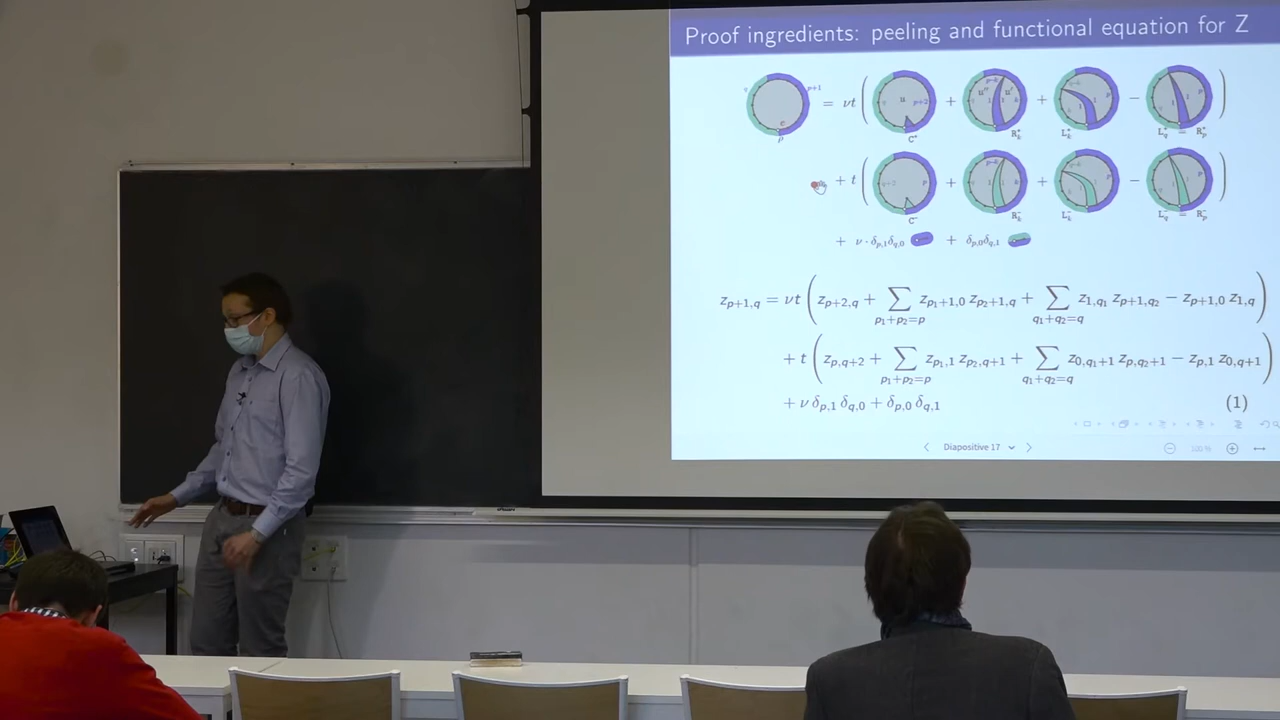 Proof ingredients: peeling and functional equation for Z
= νt ( + + − )
+ t ( + + − )
+ ν · δ_{p,1} δ_{q,0} + δ_{p,0} δ_{q,1}
z_{p+1,q} = νt ( z_{p+2,q} + ∑_{p₁+p₂=p} z_{p₁+1,0} z_{p₂+1,q} + ∑_{q₁+q₂=q} z_{1,q₁} z_{p+1,q₂} − z_{p+1,0} z_{1,q} )
+ t ( z_{p,q+2} + ∑_{p₁+p₂=p} z_{p₁,1} z_{p₂,q+1} + ∑_{q₁+q₂=q} z_{0,q₁+1} z_{p,q₂+1} − z_{p,1} z_{0,q+1} )
+ ν δ_{p,1} δ_{q,0} + δ_{p,0} δ_{q,1} (1)
Diapositive 17
100 %